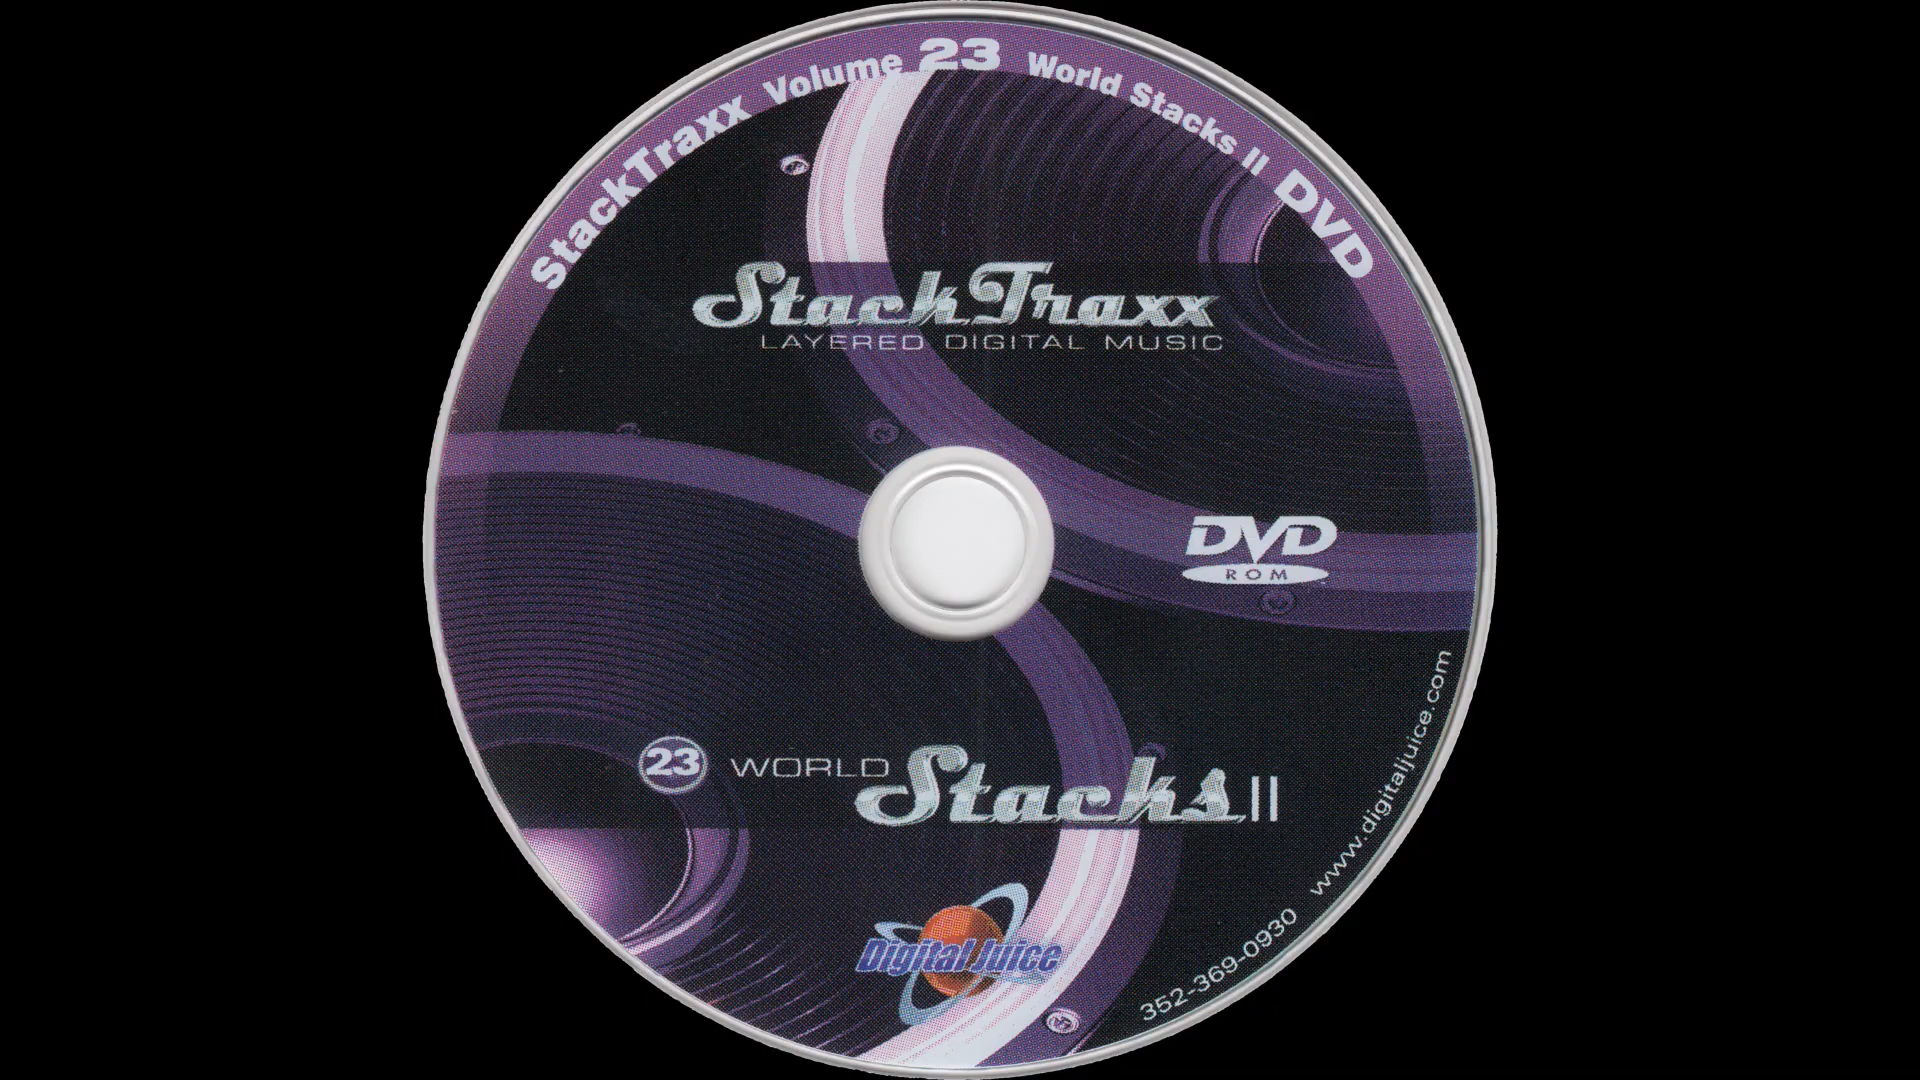 StackTraxx Volume 23 World Stacks II DVD
StackTraxx
LAYERED DIGITAL MUSIC
DVD
ROM
23 WORLD Stacks II
Digital Juice
352-369-0930 www.digitaljuice.com